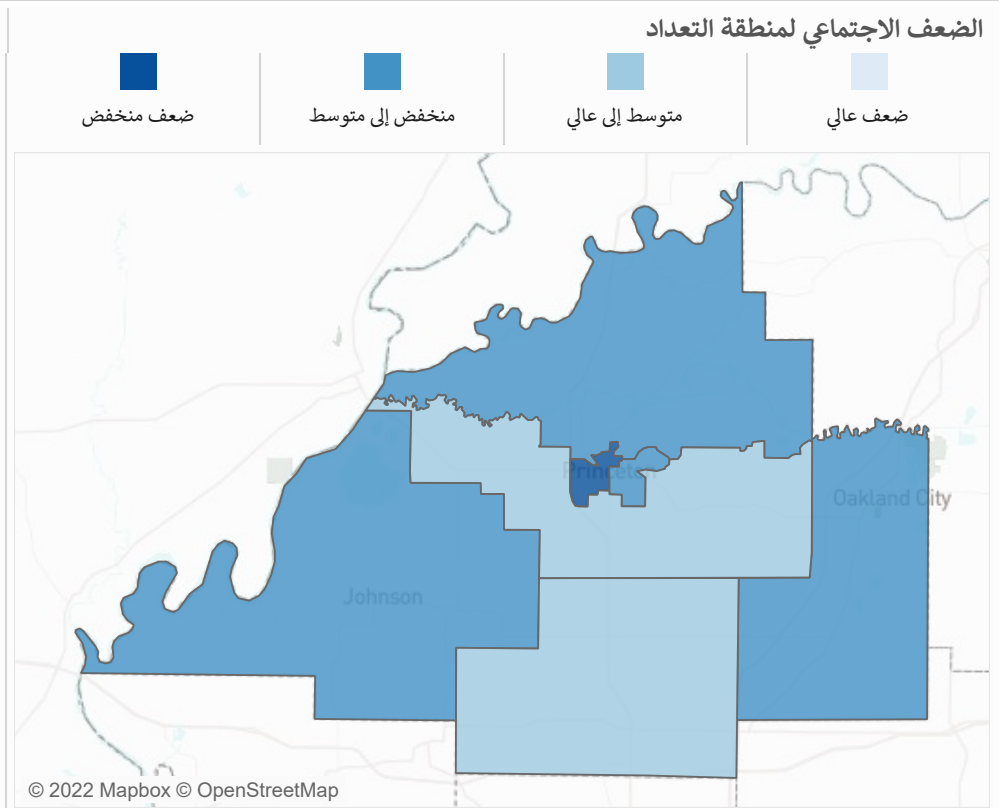 الضعف الاجتماعي لمنطقة التعداد
ضعف عالي
متوسط إلى عالي
منخفض إلى متوسط
ضعف منخفض
Princeton
Oakland City
Johnson
© 2022 Mapbox © OpenStreetMap